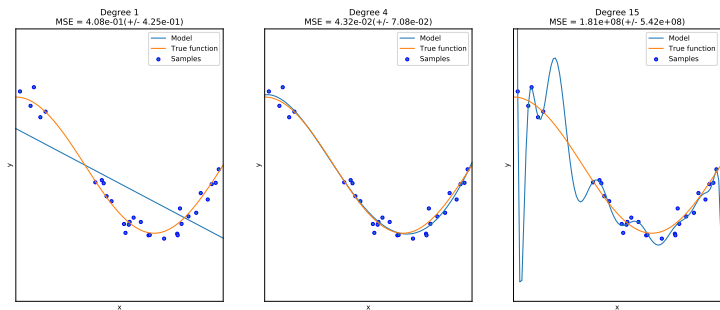 Degree 1
MSE = 4.08e-01(+/- 4.25e-01)
Model
True function
Samples
y
x
Degree 4
MSE = 4.32e-02(+/- 7.08e-02)
Model
True function
Samples
y
x
Degree 15
MSE = 1.81e+08(+/- 5.42e+08)
Model
True function
Samples
y
x